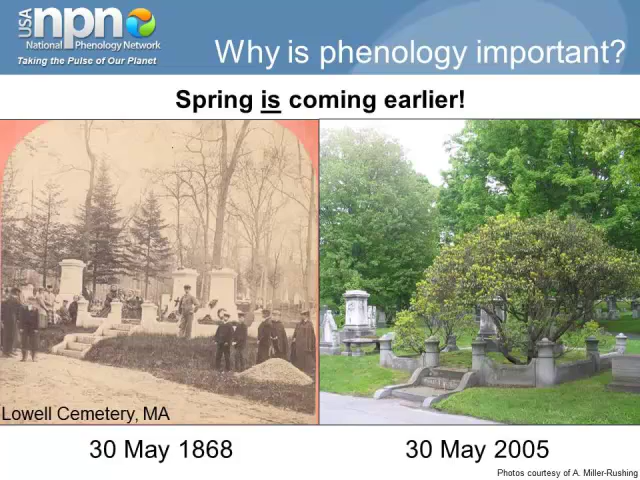 USA npn
National Phenology Network
Taking the Pulse of Our Planet
Why is phenology important?
Spring is coming earlier!
Lowell Cemetery, MA
30 May 1868
30 May 2005
Photos courtesy of A. Miller-Rushing